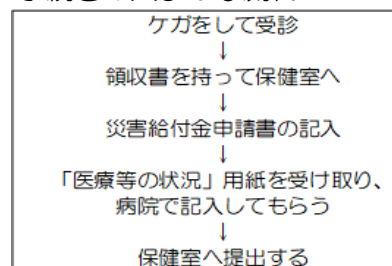 ケガをして受診
↓
領収書を持って保健室へ
↓
災害給付金申請書の記入
↓
「医療等の状況」用紙を受け取り、
病院で記入してもらう
↓
保健室へ提出する